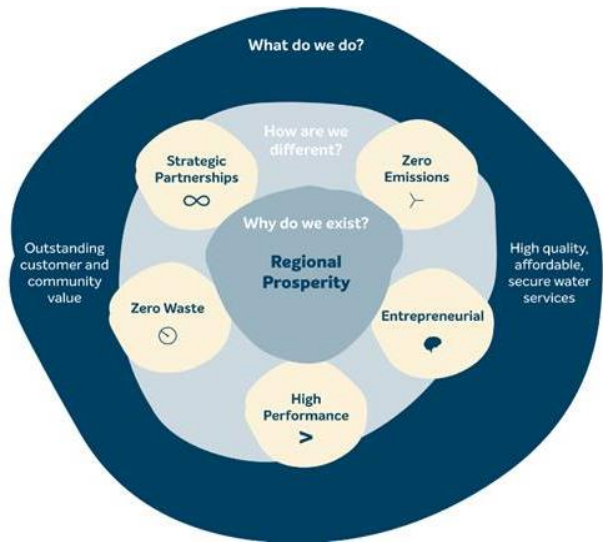 What do we do?
How are we
different?
Strategic
Partnerships
Zero
Emissions
Why do we exist?
Regional
Prosperity
Outstanding
customer and
community
value
High quality,
affordable,
secure water
services
Zero Waste
Entrepreneurial
High
Performance